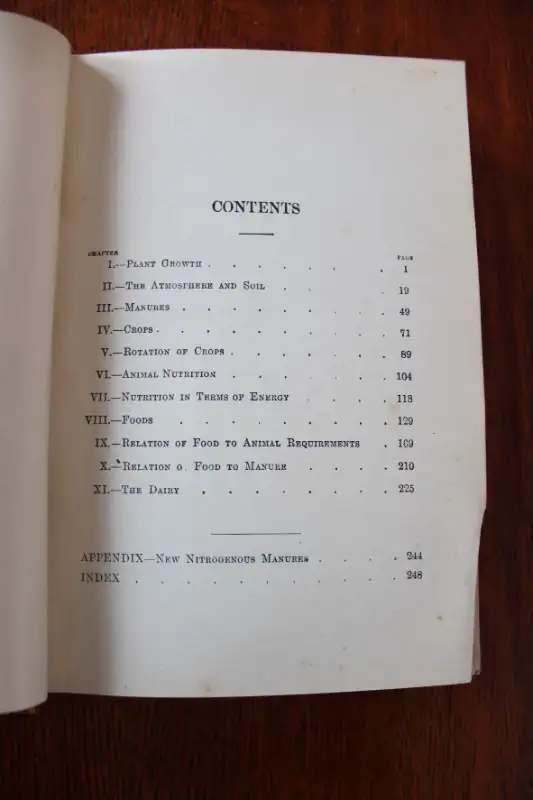 CONTENTS
CHAPTER PAGE
I.—PLANT GROWTH . . . . . . . 1
II.—THE ATMOSPHERE AND SOIL . . . 19
III.—MANURES . . . . . . . . 49
IV.—CROPS . . . . . . . . 71
V.—ROTATION OF CROPS . . . . . . 89
VI.—ANIMAL NUTRITION . . . . . . 104
VII.—NUTRITION IN TERMS OF ENERGY . . . . 118
VIII.—FOODS . . . . . . . 129
IX.—RELATION OF FOOD TO ANIMAL REQUIREMENTS . 169
X.—RELATION O. FOOD TO MANURE . . . . 210
XI.—THE DAIRY . . . . . . . . 225
APPENDIX—NEW NITROGENOUS MANURES . . . . 244
INDEX . . . . . . . . . . . 248